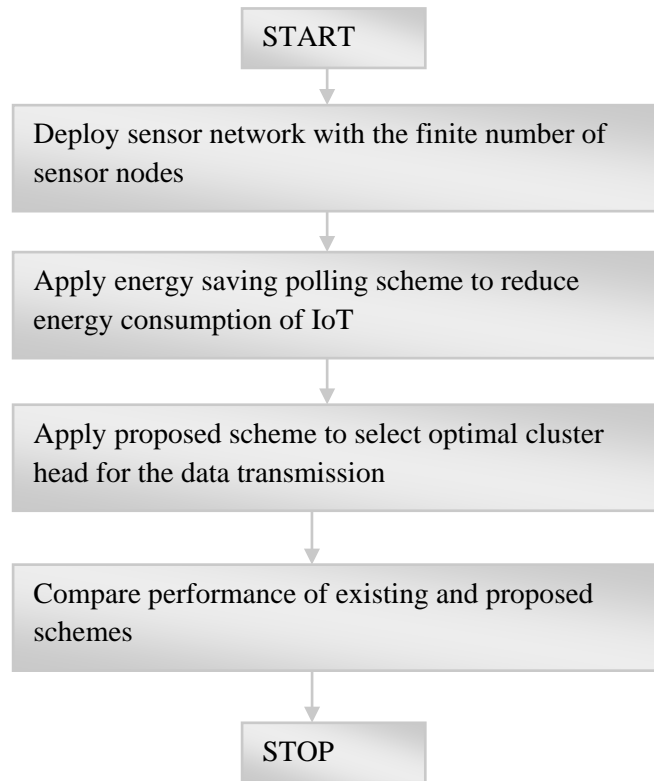 START
Deploy sensor network with the finite number of
sensor nodes
Apply energy saving polling scheme to reduce
energy consumption of IoT
Apply proposed scheme to select optimal cluster
head for the data transmission
Compare performance of existing and proposed
schemes
STOP